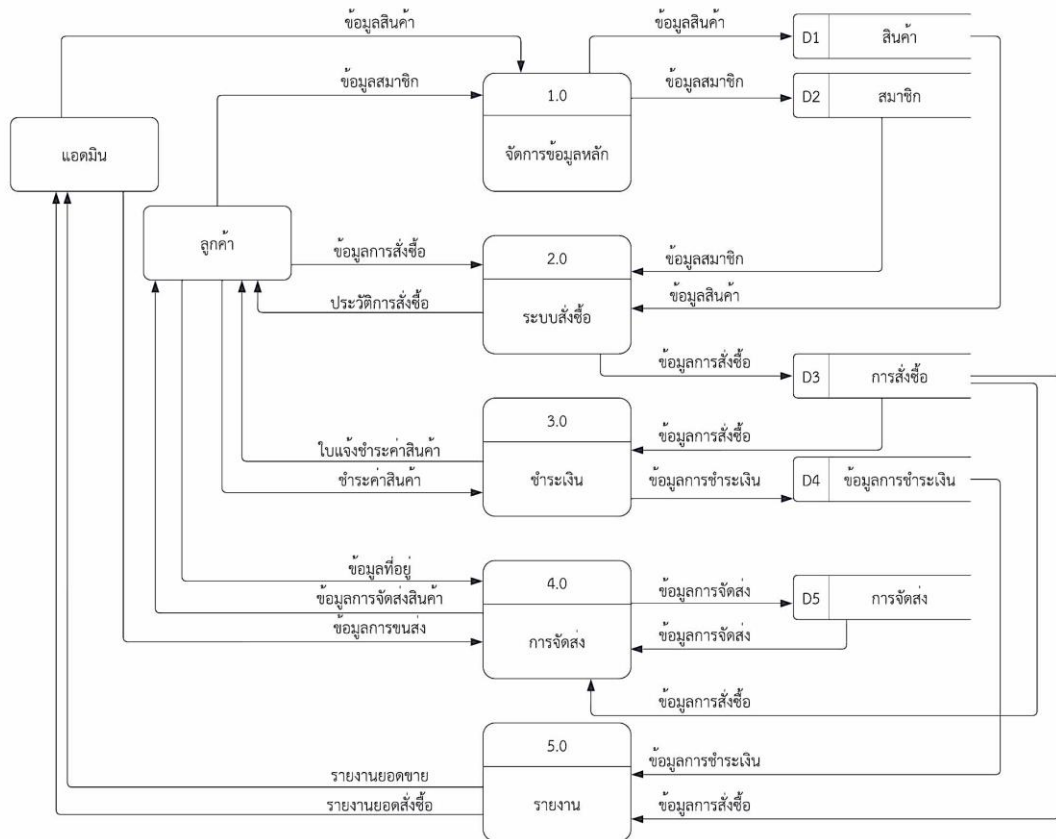 ข้อมูลสินค้า
ข้อมูลสินค้า
D1 สินค้า
ข้อมูลสมาชิก
1.0
ข้อมูลสมาชิก
D2 สมาชิก
แอดมิน
จัดการข้อมูลหลัก
ลูกค้า
ข้อมูลการสั่งซื้อ
2.0
ข้อมูลสมาชิก
ประวัติการสั่งซื้อ
ระบบสั่งซื้อ
ข้อมูลสินค้า
ข้อมูลการสั่งซื้อ
D3 การสั่งซื้อ
3.0
ข้อมูลการสั่งซื้อ
ใบแจ้งชำระค่าสินค้า
ชำระค่าสินค้า
ชำระเงิน
ข้อมูลการชำระเงิน
D4 ข้อมูลการชำระเงิน
ข้อมูลที่อยู่
4.0
ข้อมูลการจัดส่ง
D5 การจัดส่ง
ข้อมูลการจัดส่งสินค้า
ข้อมูลการขนส่ง
การจัดส่ง
ข้อมูลการจัดส่ง
ข้อมูลการสั่งซื้อ
5.0
ข้อมูลการชำระเงิน
รายงานยอดขาย
รายงาน
รายงานยอดสั่งซื้อ
ข้อมูลการสั่งซื้อ